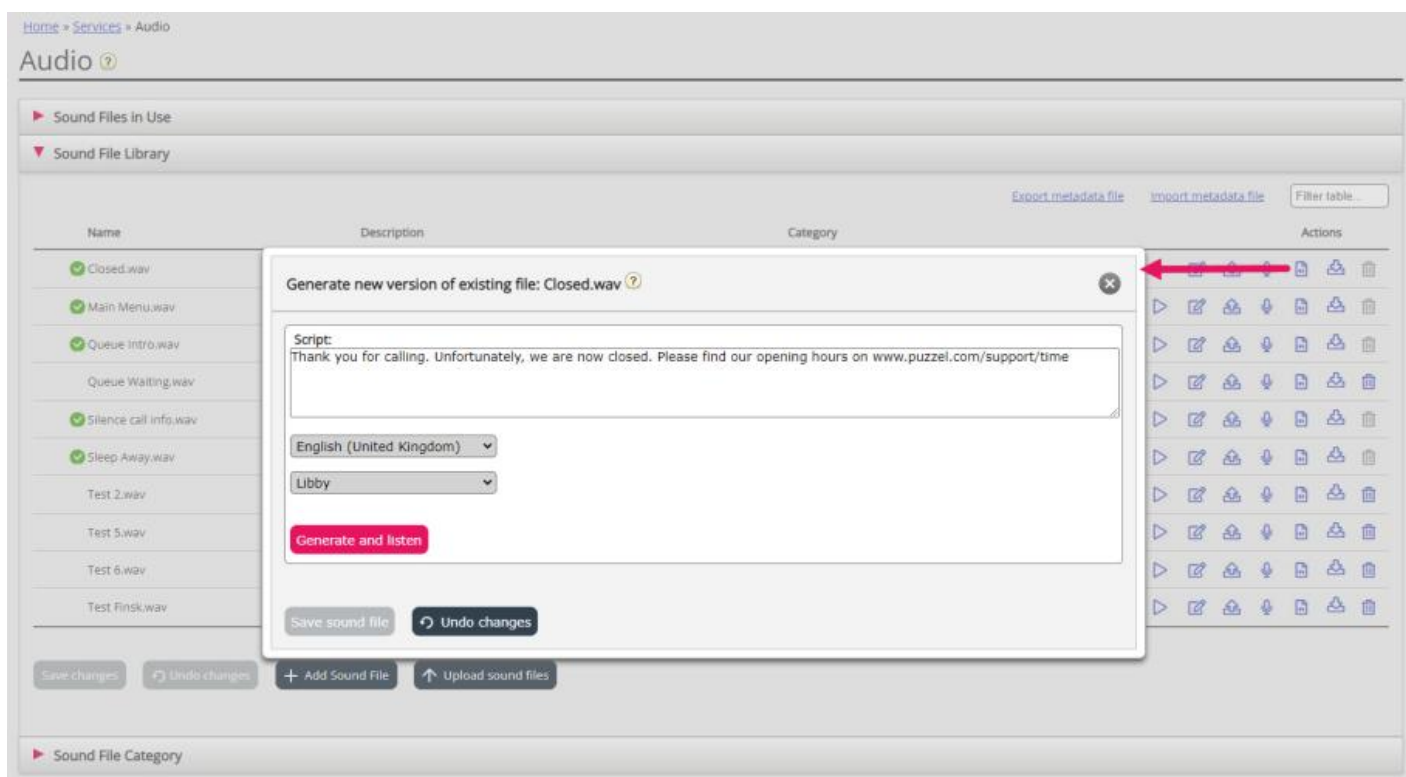 Home » Services » Audio
Audio ?
Sound Files in Use
Sound File Library
Export metadata file Import metadata file Filter table...
Name Description Category Actions
Closed.wav
Main Menu.wav
Queue Intro.wav
Queue Waiting.wav
Silence call info.wav
Sleep Away.wav
Test 2.wav
Test 5.wav
Test 6.wav
Test Finsk.wav
Generate new version of existing file: Closed.wav ?
Script:
Thank you for calling. Unfortunately, we are now closed. Please find our opening hours on www.puzzel.com/support/time
English (United Kingdom)
Libby
Generate and listen
Save sound file Undo changes
Save changes Undo changes + Add Sound File Upload sound files
Sound File Category